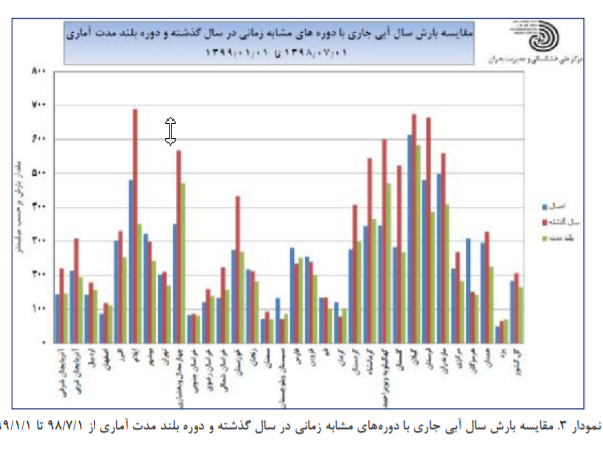 مقایسه بارش سال آبی جاری با دوره های مشابه زمانی در سال گذشته و دوره بلند مدت آماری
۱۳۹۸/۰۷/۰۱ تا ۱۳۹۹/۰۱/۰۱
مرکز ملی خشکسالی و مدیریت بحران
مقدار بارش بر حسب میلیمتر
۸۰۰
۷۰۰
۶۰۰
۵۰۰
۴۰۰
۳۰۰
۲۰۰
۱۰۰
۰
امسال
سال گذشته
بلند مدت
آذربایجان شرقی
آذربایجان غربی
اردبیل
اصفهان
البرز
ایلام
بوشهر
تهران
چهارمحال وبختیاری
خراسان جنوبی
خراسان رضوی
خراسان شمالی
خوزستان
زنجان
سمنان
سیستان وبلوچستان
فارس
قزوین
قم
کردستان
کرمان
کرمانشاه
کهگیلویه و بویراحمد
گلستان
گیلان
لرستان
مازندران
مرکزی
هرمزگان
همدان
یزد
کل کشور
نمودار ۳. مقایسه بارش سال آبی جاری با دوره‌های مشابه زمانی در سال گذشته و دوره بلند مدت آماری از ۹۸/۷/۱ تا ۹۹/۱/۱